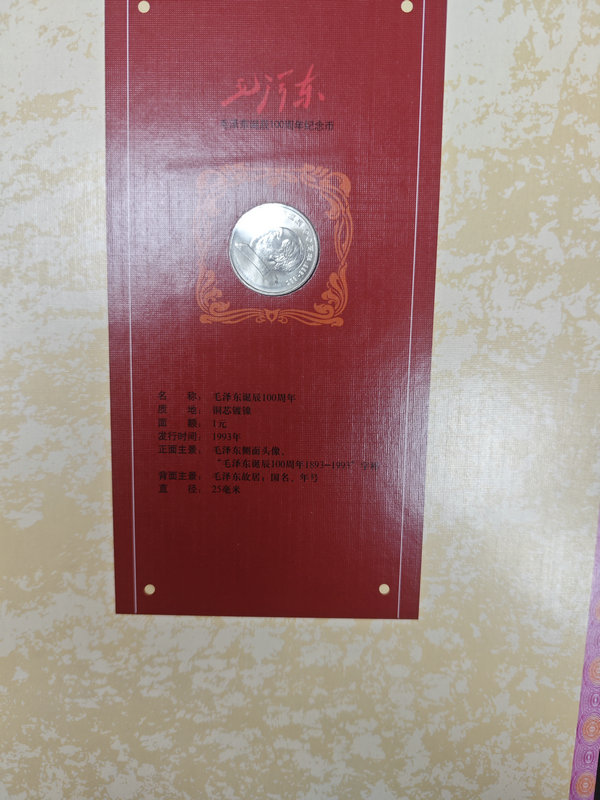 毛泽东
毛泽东诞辰100周年纪念币
名　　称：毛泽东诞辰100周年
质　　地：铜芯镀镍
面　　额：1元
发行时间：1993年
正面主景：毛泽东侧面头像、
“毛泽东诞辰100周年1893—1993”字样
背面主景：毛泽东故居；国名、年号
直　　径：25毫米